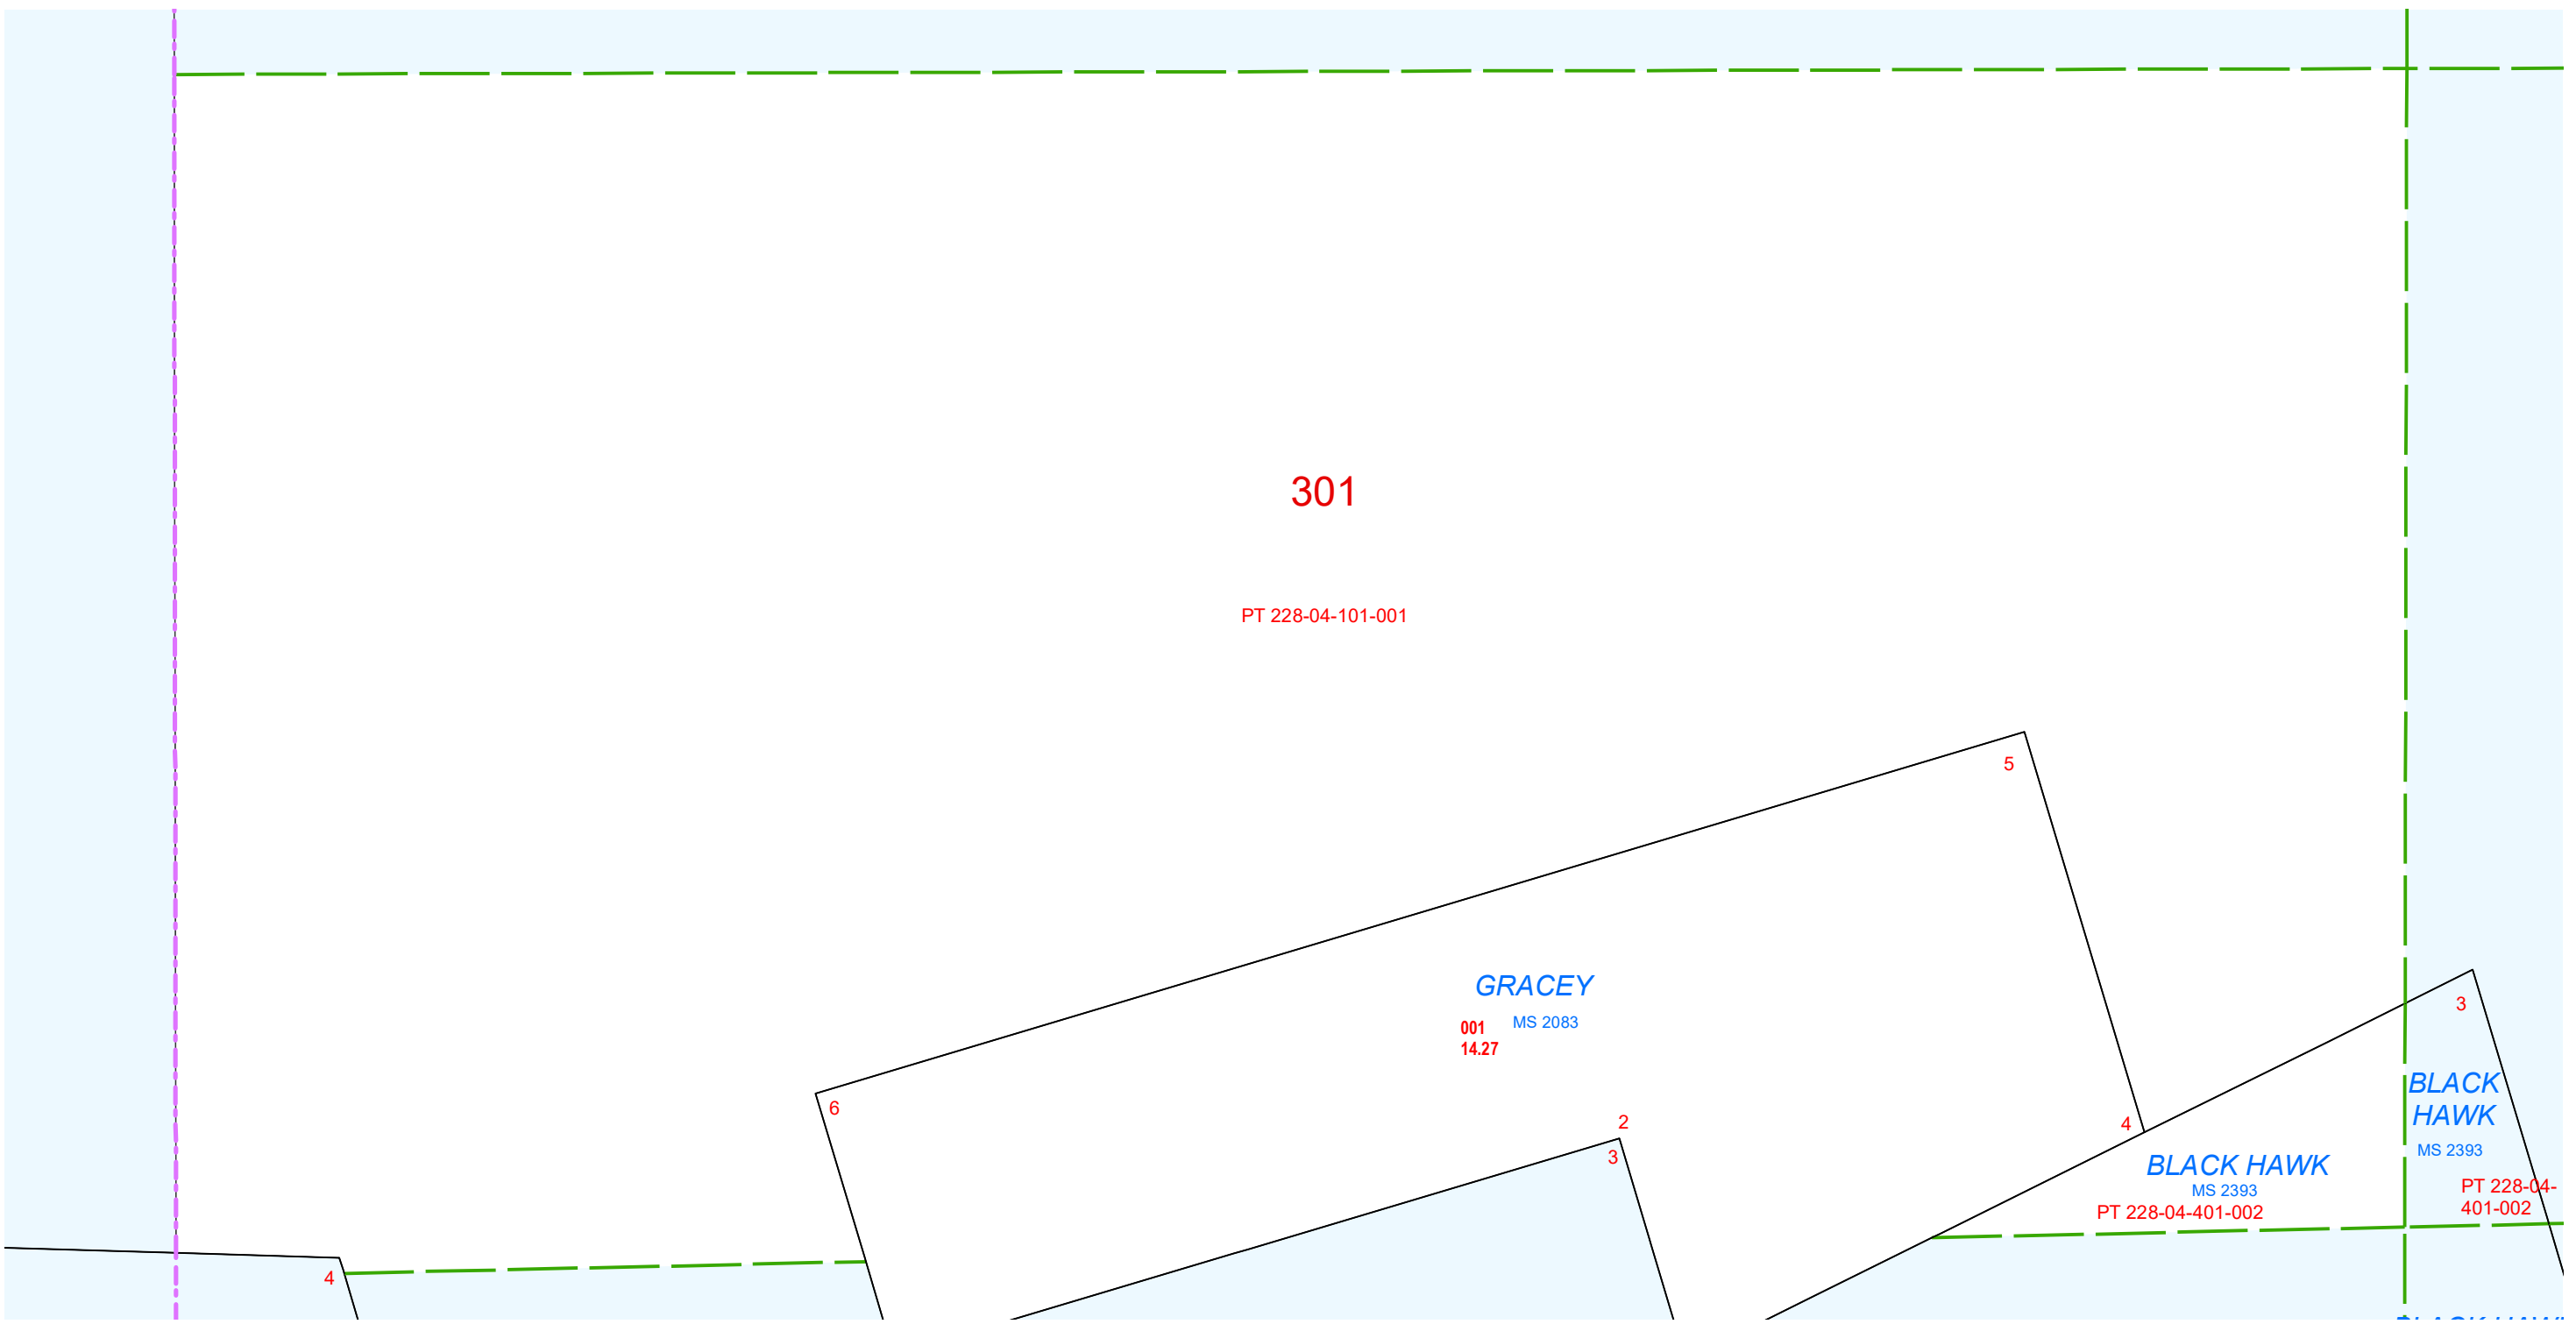 301
PT 228-04-101-001
5
GRACEY
001
MS 2083
14.27
6
2
3
4
3
BLACK
HAWK
MS 2393
PT 228-04-
401-002
BLACK HAWK
MS 2393
PT 228-04-401-002
4